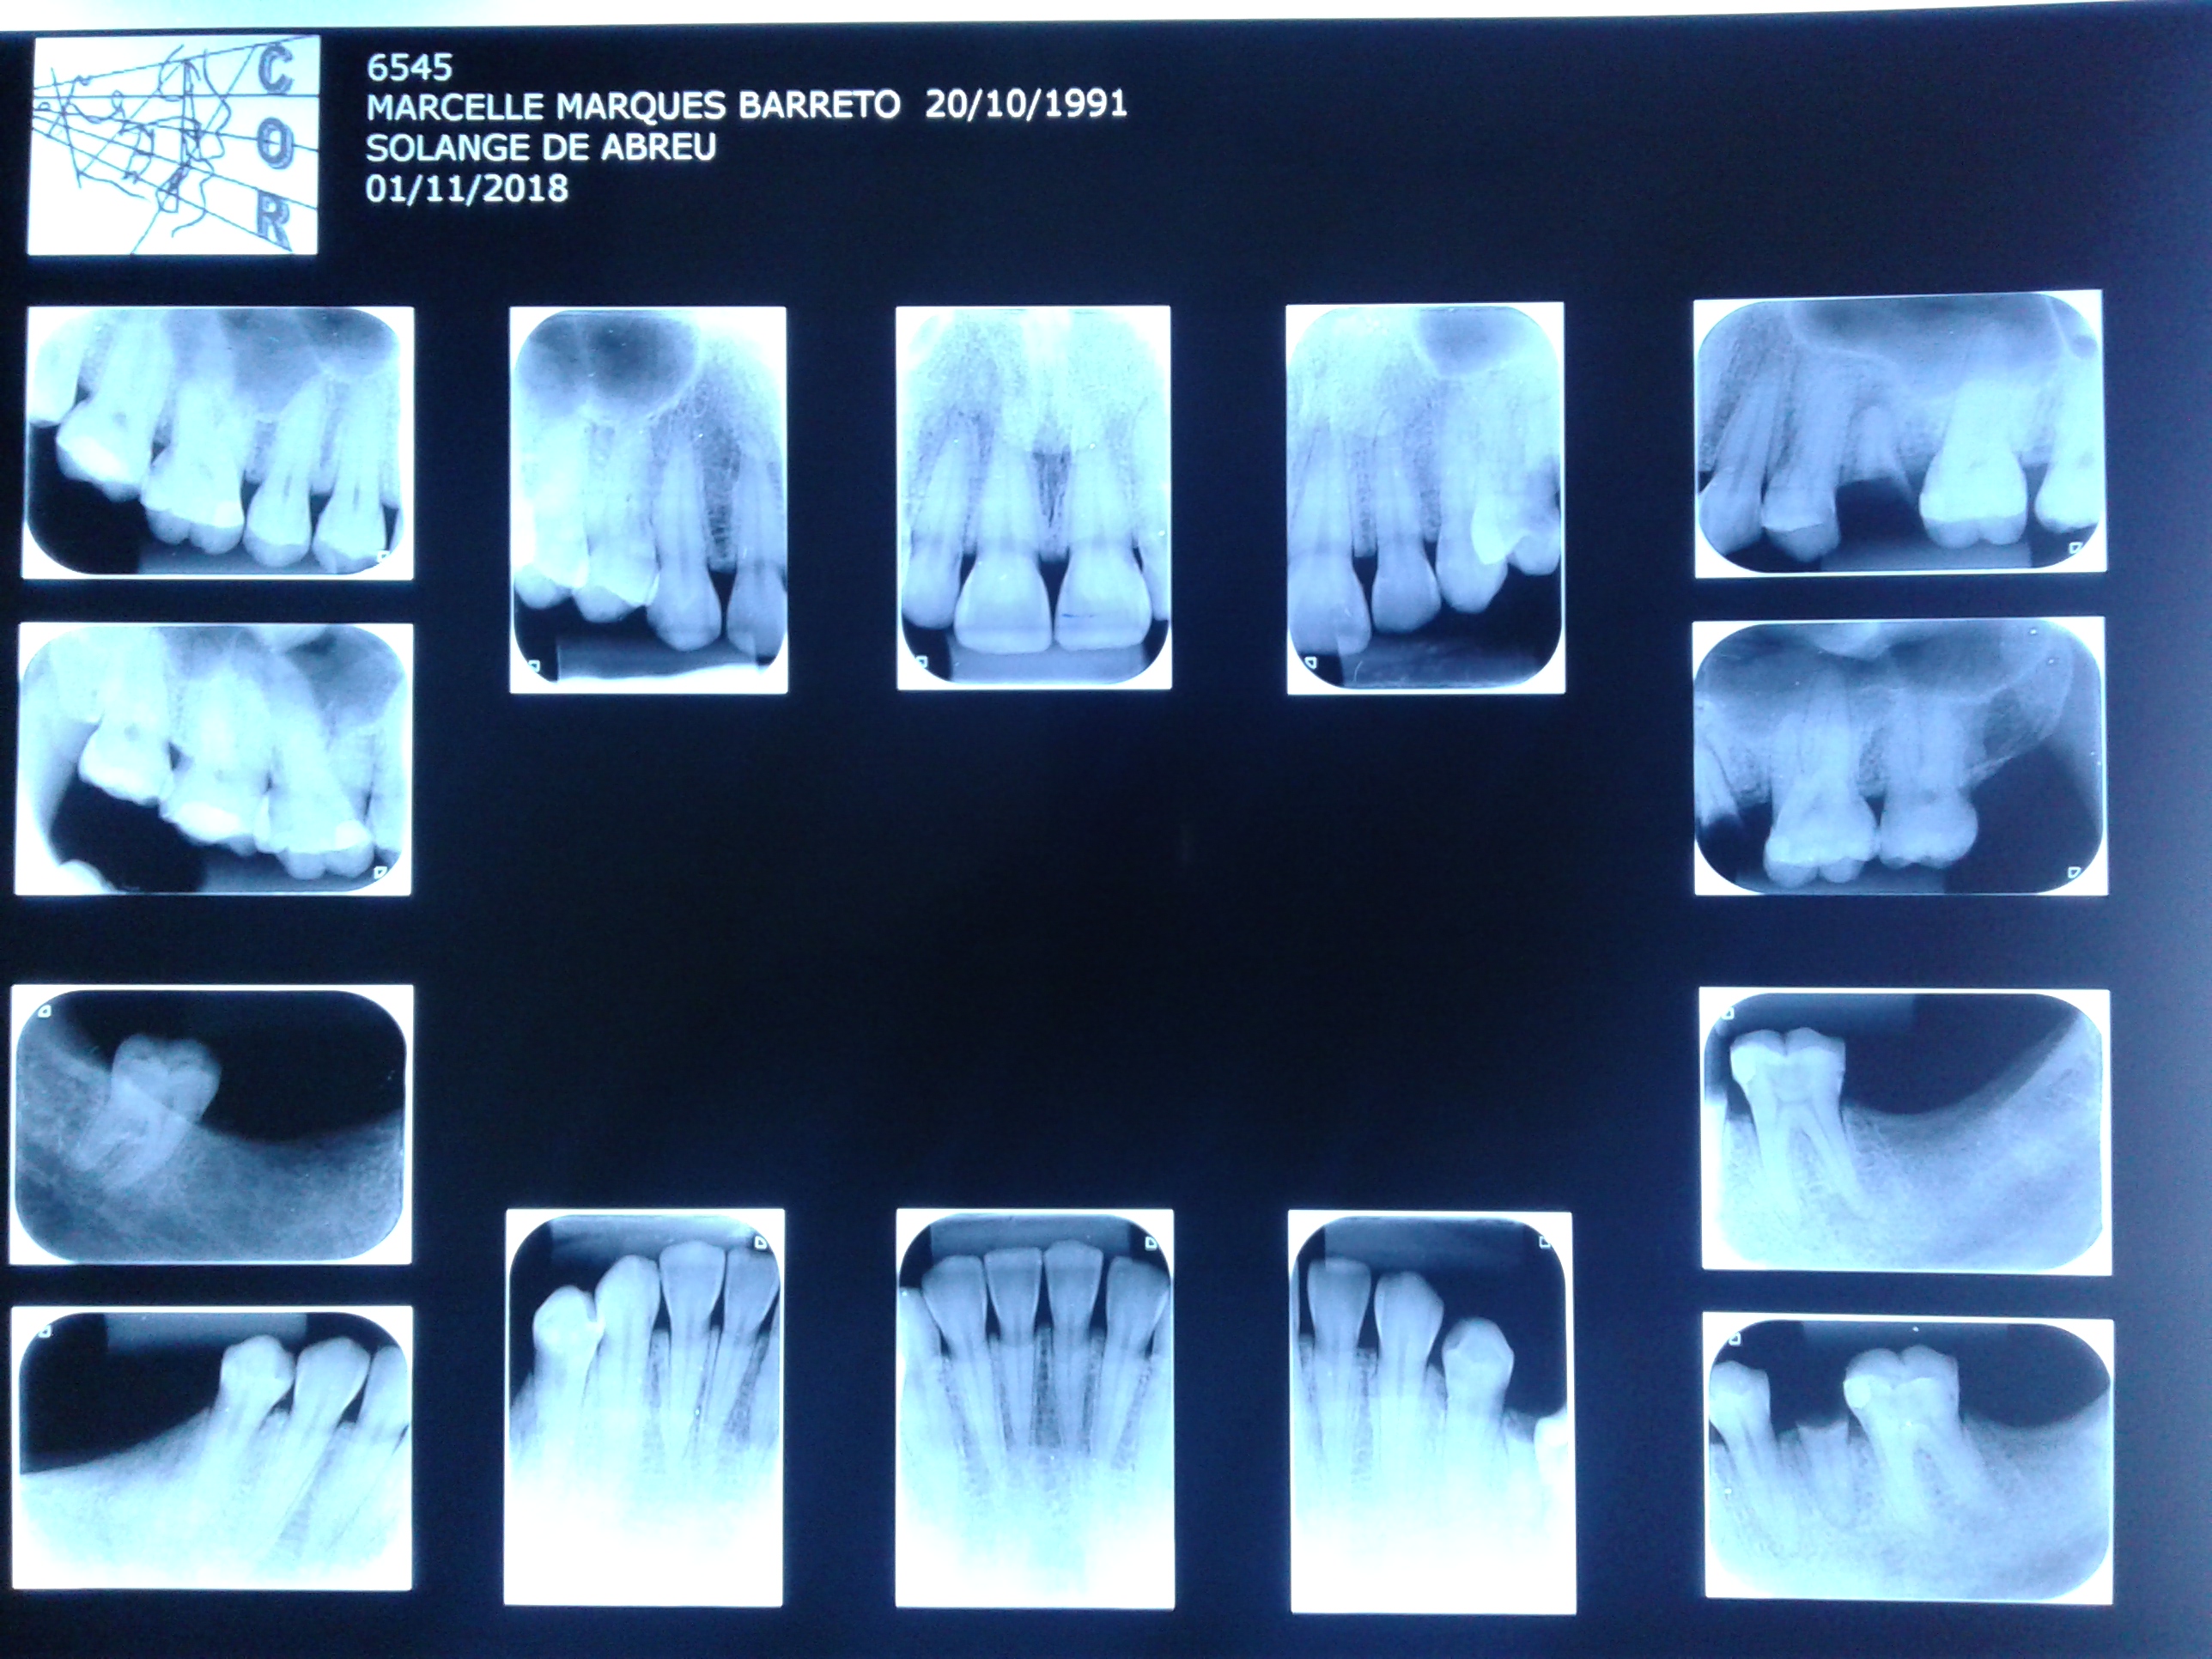 C
O
R
6545
MARCELLE MARQUES BARRETO 20/10/1991
SOLANGE DE ABREU
01/11/2018